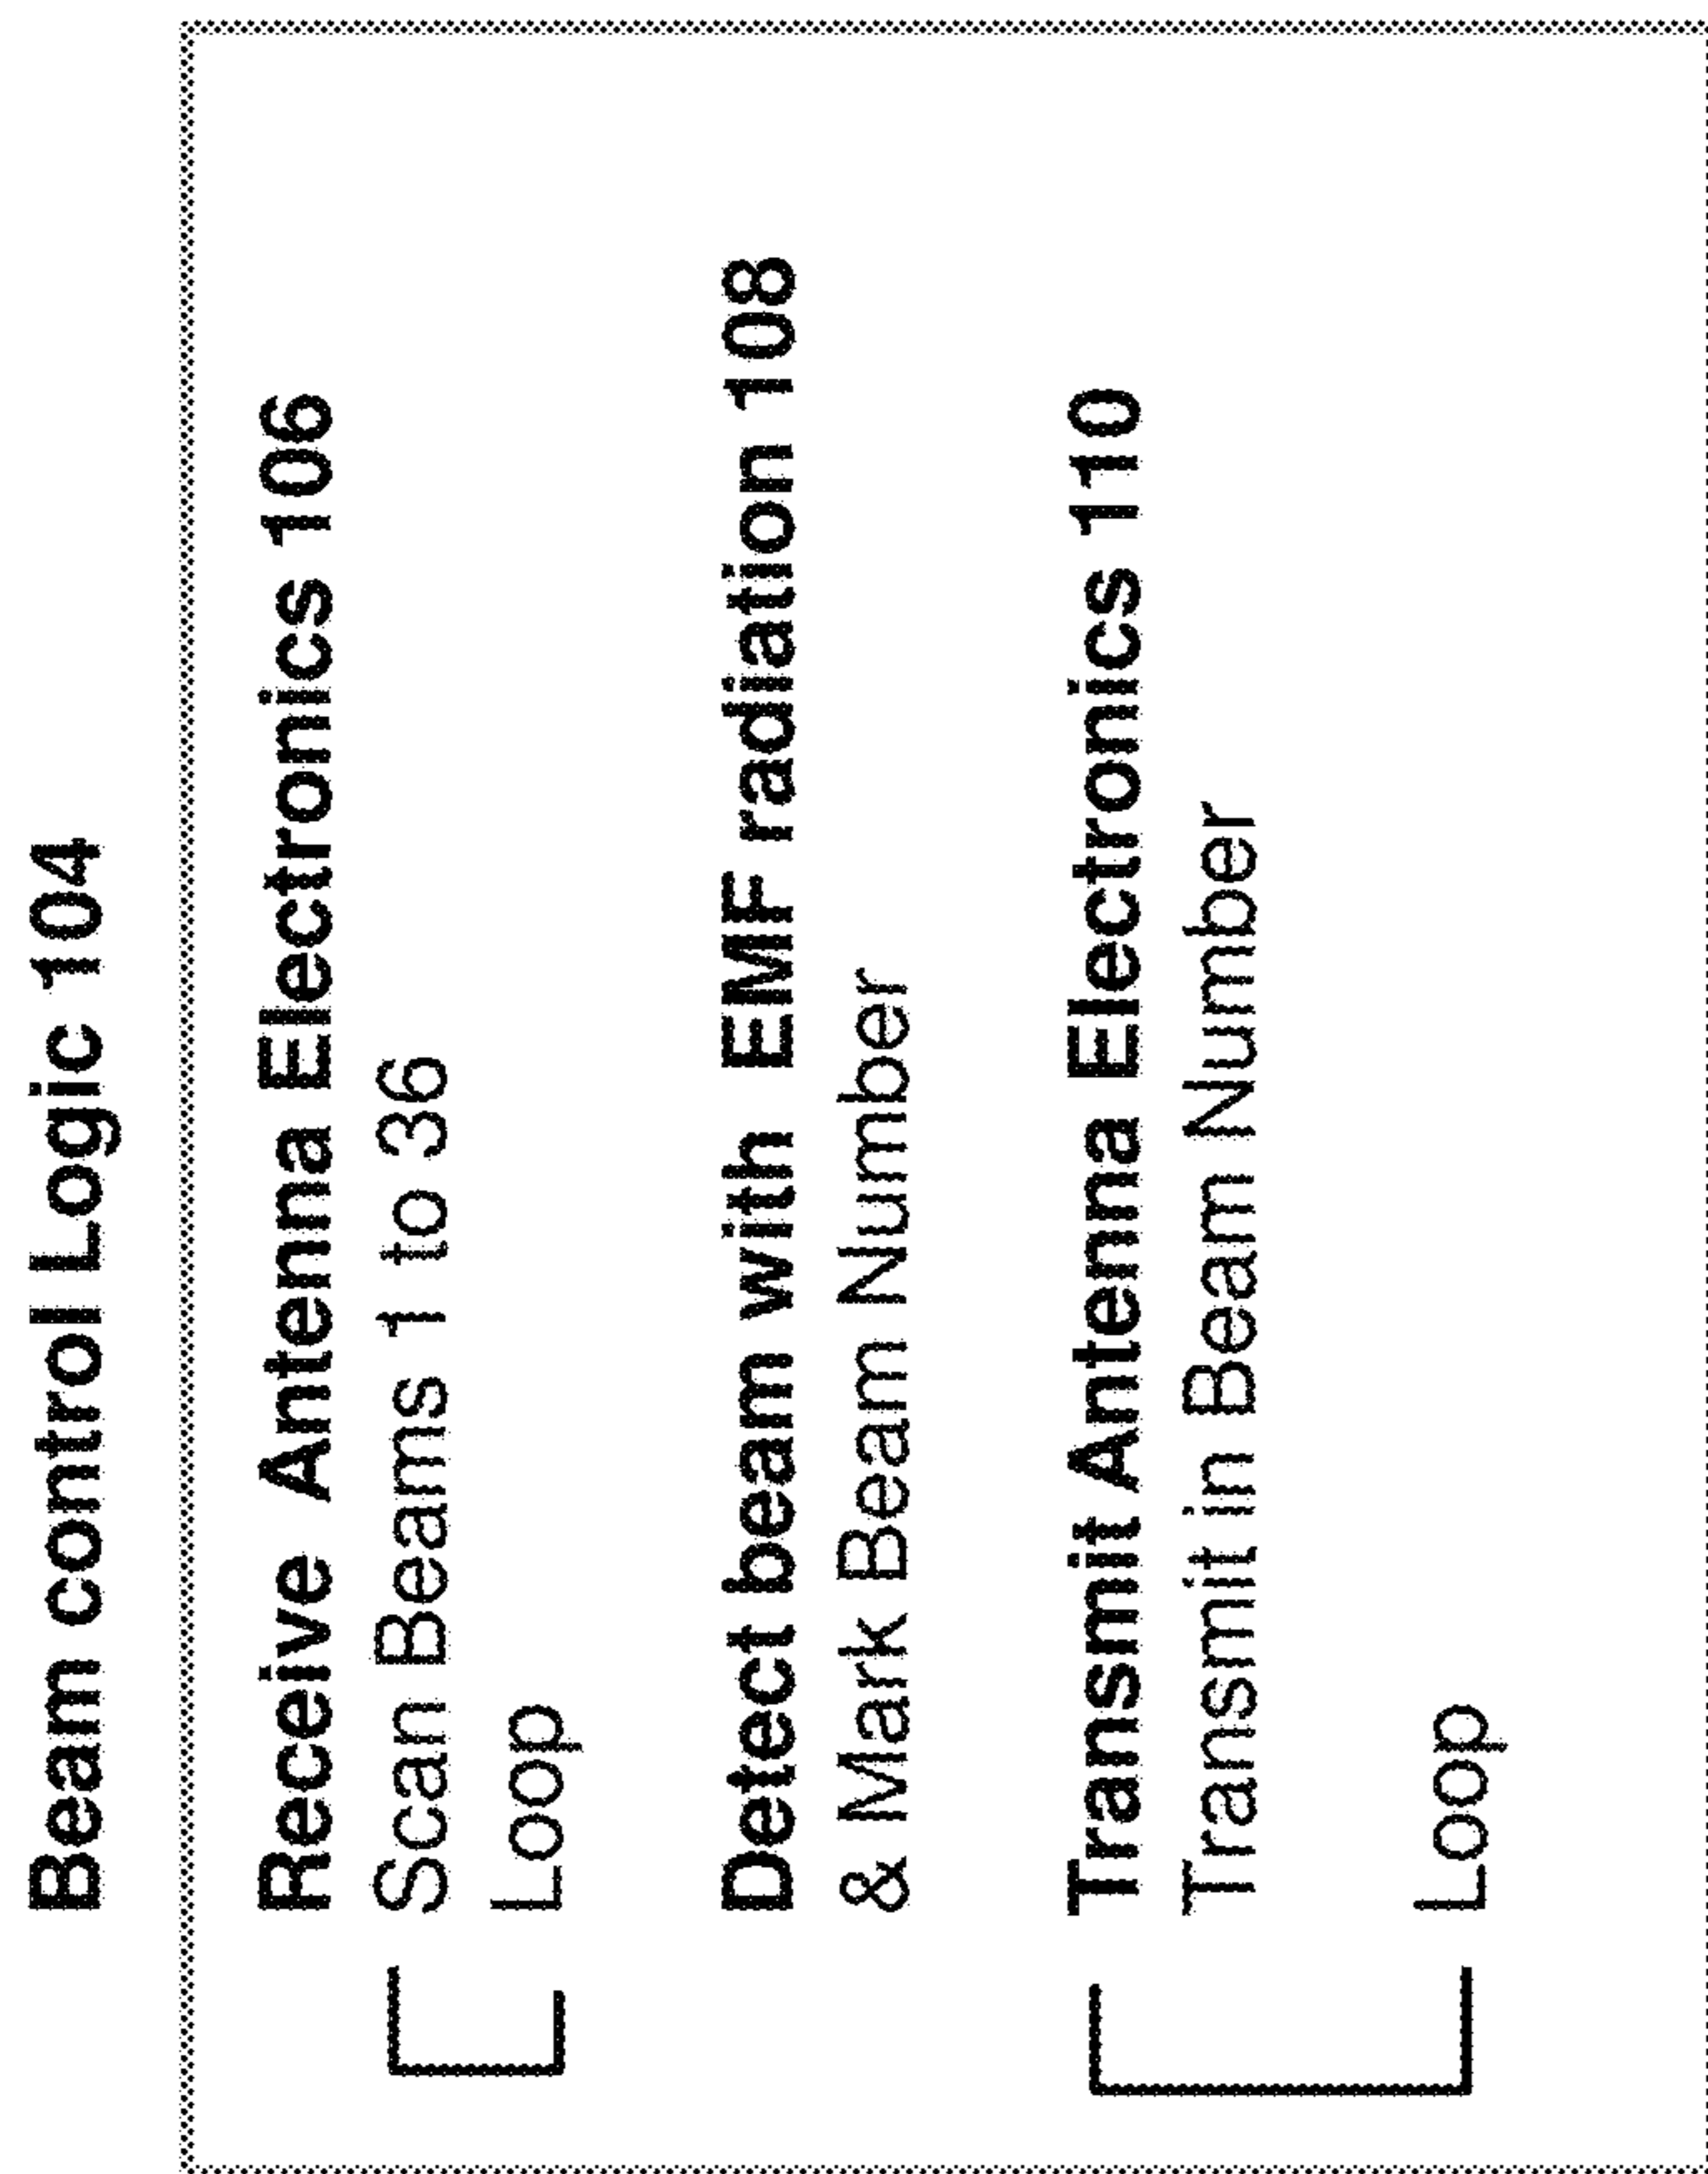 Beam control Logic 104
Receive Antenna Electronics 106
Scan Beams 1 to 36
Loop
Detect beam with EMF radiation 108
& Mark Beam Number
Transmit Antenna Electronics 110
Transmit in Beam Number
Loop